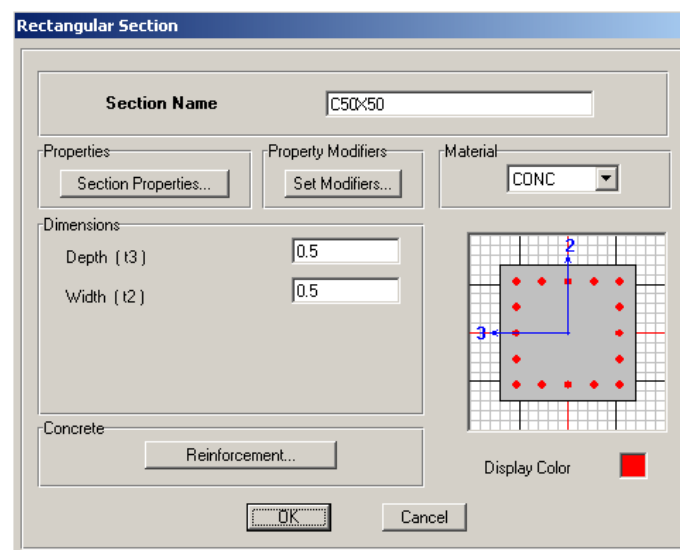 Rectangular Section
Section Name C50X50
Properties Property Modifiers Material
Section Properties... Set Modifiers... CONC
Dimensions
Depth ( t3 ) 0.5
Width ( t2 ) 0.5
2
3
Concrete
Reinforcement...
Display Color
OK Cancel